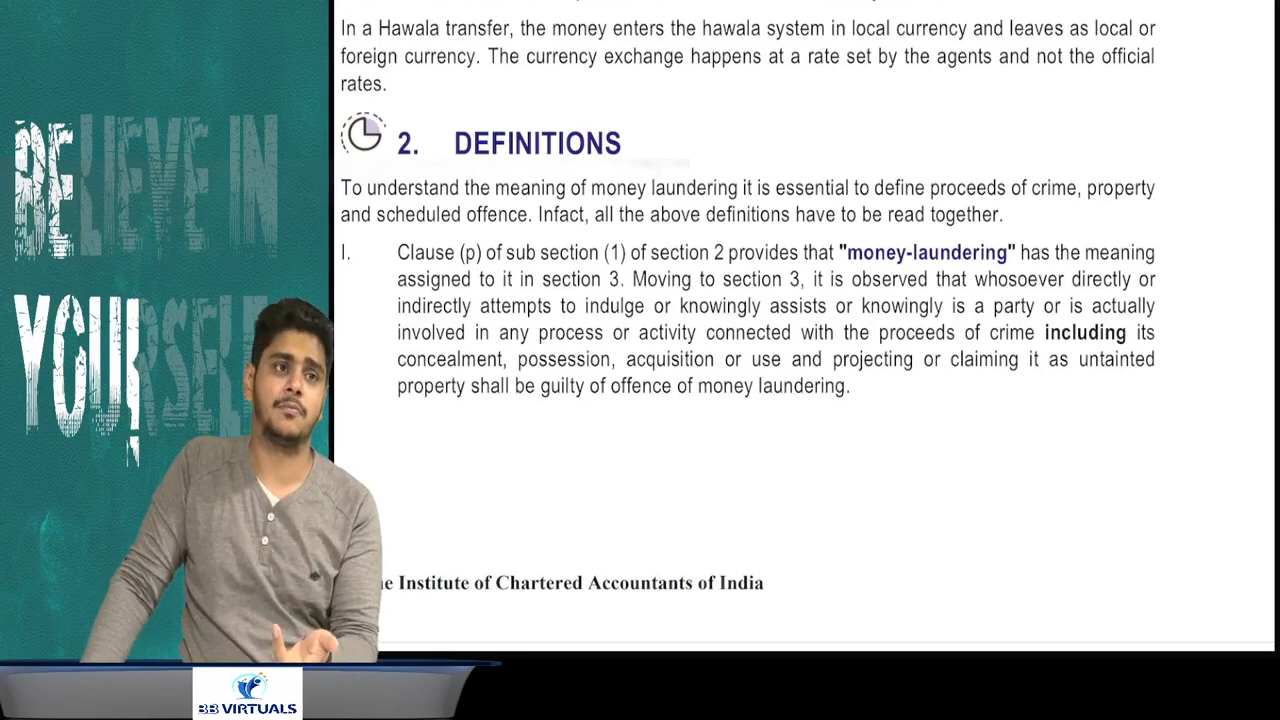 In a Hawala transfer, the money enters the hawala system in local currency and leaves as local or
foreign currency. The currency exchange happens at a rate set by the agents and not the official
rates.
2. DEFINITIONS
To understand the meaning of money laundering it is essential to define proceeds of crime, property
and scheduled offence. Infact, all the above definitions have to be read together.
I. Clause (p) of sub section (1) of section 2 provides that "money-laundering" has the meaning
assigned to it in section 3. Moving to section 3, it is observed that whosoever directly or
indirectly attempts to indulge or knowingly assists or knowingly is a party or is actually
involved in any process or activity connected with the proceeds of crime including its
concealment, possession, acquisition or use and projecting or claiming it as untainted
property shall be guilty of offence of money laundering.
Institute of Chartered Accountants of India
BELIEVE IN
YOURSELF
BB VIRTUALS